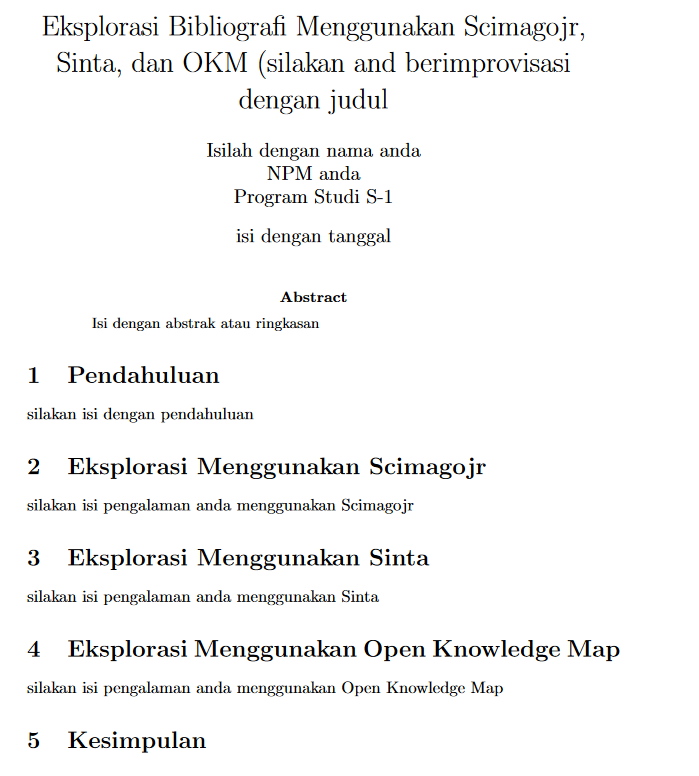 Eksplorasi Bibliografi Menggunakan Scimagojr,
Sinta, dan OKM (silakan and berimprovisasi
dengan judul
Isilah dengan nama anda
NPM anda
Program Studi S-1
isi dengan tanggal
Abstract
Isi dengan abstrak atau ringkasan
1 Pendahuluan
silakan isi dengan pendahuluan
2 Eksplorasi Menggunakan Scimagojr
silakan isi pengalaman anda menggunakan Scimagojr
3 Eksplorasi Menggunakan Sinta
silakan isi pengalaman anda menggunakan Sinta
4 Eksplorasi Menggunakan Open Knowledge Map
silakan isi pengalaman anda menggunakan Open Knowledge Map
5 Kesimpulan